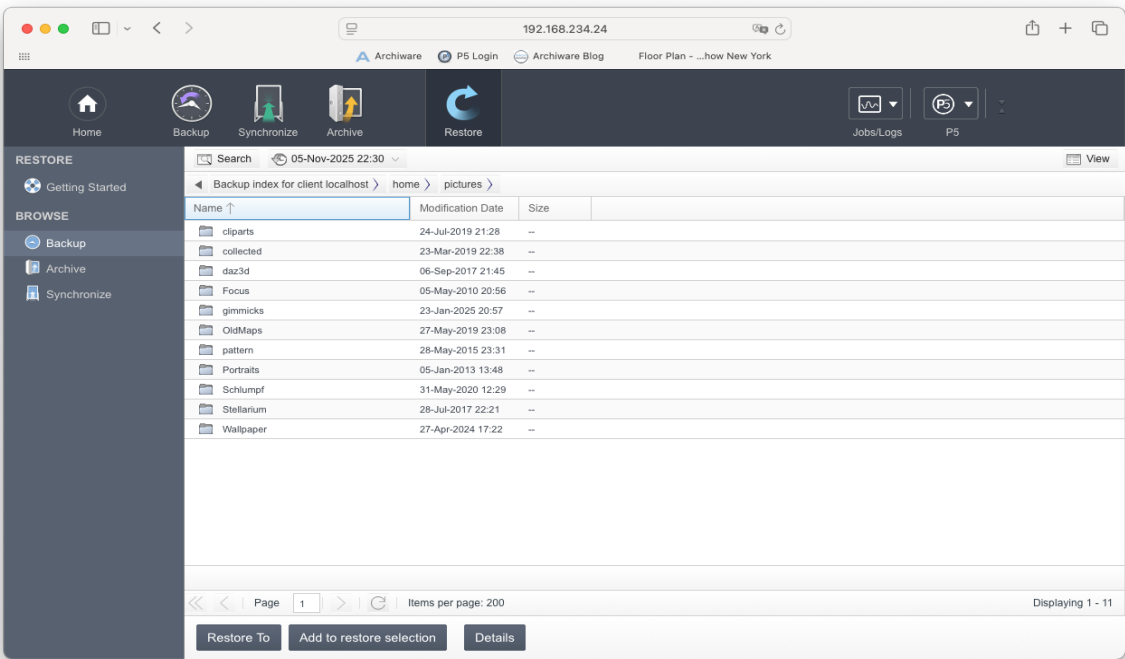 192.168.234.24
Archiware P5 Login Archiware Blog Floor Plan - ...how New York
Home Backup Synchronize Archive Restore Jobs/Logs P5
RESTORE
Getting Started
BROWSE
Backup
Archive
Synchronize
Search 05-Nov-2025 22:30 View
Backup index for client localhost home pictures
Name Modification Date Size
cliparts 24-Jul-2019 21:28 --
collected 23-Mar-2019 22:38 --
daz3d 06-Sep-2017 21:45 --
Focus 05-May-2010 20:56 --
gimmicks 23-Jan-2025 20:57 --
OldMaps 27-May-2019 23:08 --
pattern 28-May-2015 23:31 --
Portraits 05-Jan-2013 13:48 --
Schlumpf 31-May-2020 12:29 --
Stellarium 28-Jul-2017 22:21 --
Wallpaper 27-Apr-2024 17:22 --
Page 1 Items per page: 200 Displaying 1 - 11
Restore To Add to restore selection Details